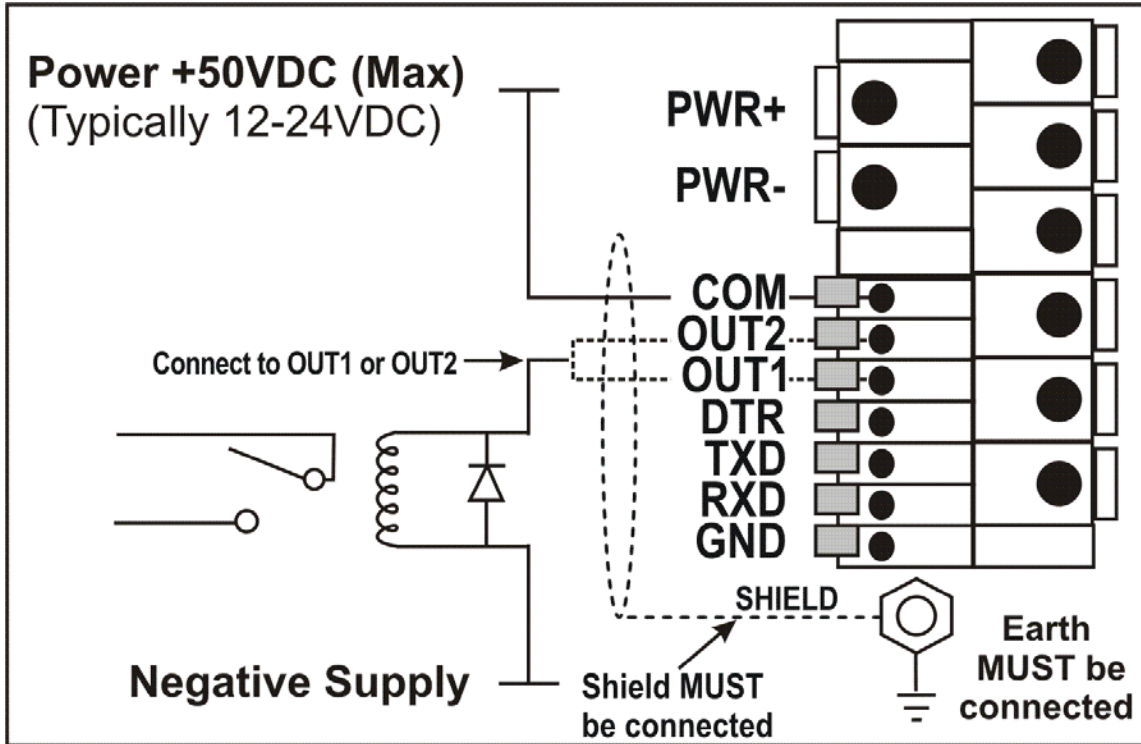 Power +50VDC (Max)
(Typically 12-24VDC)
PWR+
PWR-
COM
OUT2
Connect to OUT1 or OUT2
OUT1
DTR
TXD
RXD
GND
SHIELD
Negative Supply
Shield MUST
be connected
Earth
MUST be
connected